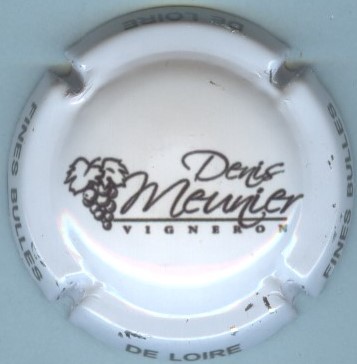 DE LOIRE
FINES BULLES
Denis
Meunier
VIGNERON
FINES BULLES
DE LOIRE